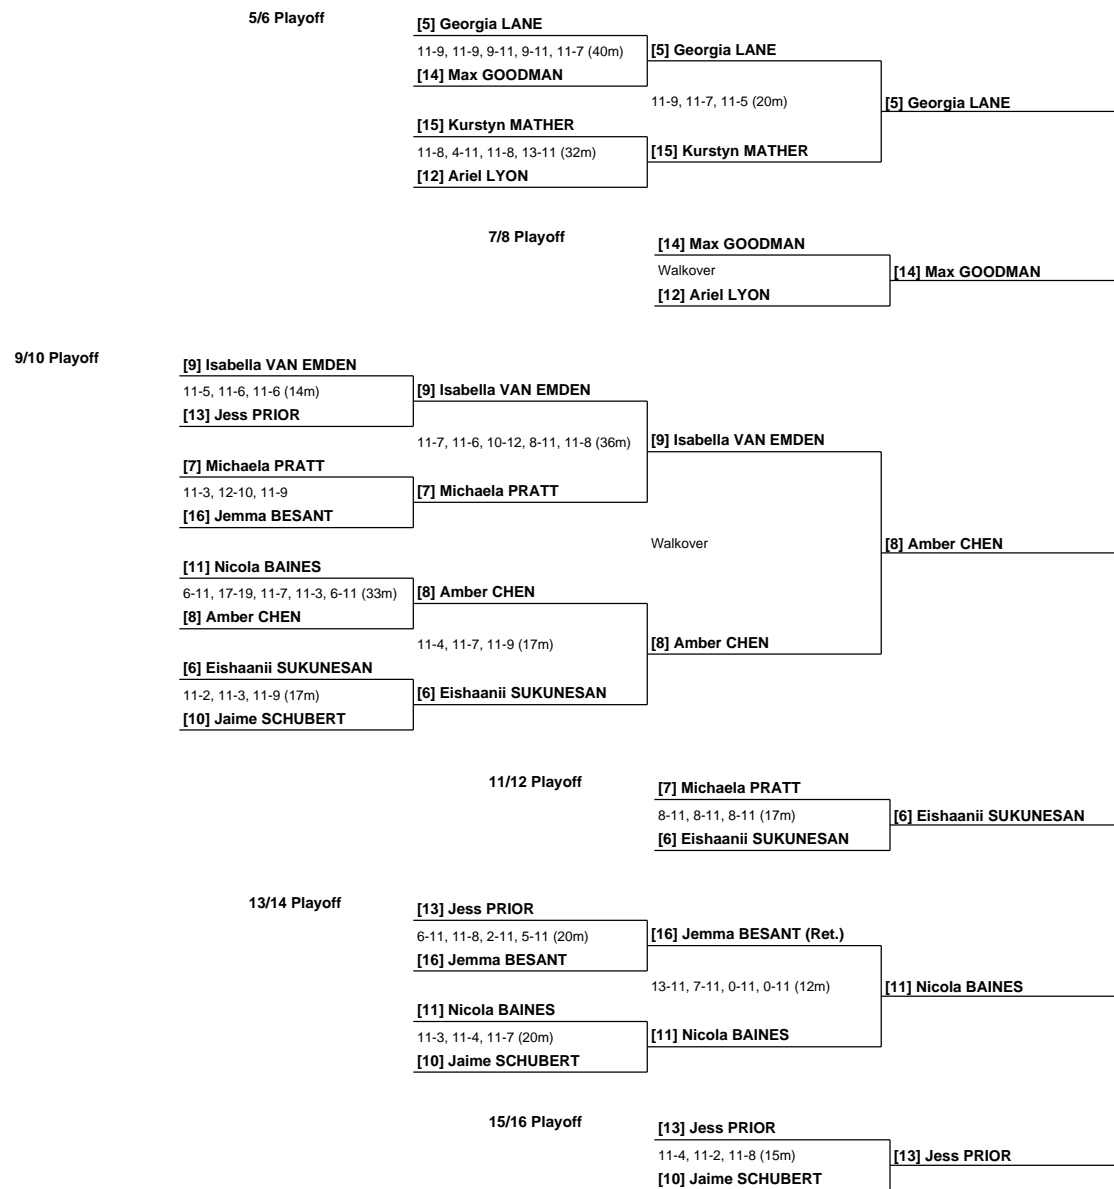 5/6 Playoff
[5] Georgia LANE
11-9, 11-9, 9-11, 9-11, 11-7 (40m)
[14] Max GOODMAN
[5] Georgia LANE
11-9, 11-7, 11-5 (20m)
[5] Georgia LANE
[15] Kurstyn MATHER
11-8, 4-11, 11-8, 13-11 (32m)
[12] Ariel LYON
[15] Kurstyn MATHER
7/8 Playoff
[14] Max GOODMAN
Walkover
[12] Ariel LYON
[14] Max GOODMAN
9/10 Playoff
[9] Isabella VAN EMDEN
11-5, 11-6, 11-6 (14m)
[13] Jess PRIOR
[9] Isabella VAN EMDEN
11-7, 11-6, 10-12, 8-11, 11-8 (36m)
[9] Isabella VAN EMDEN
[7] Michaela PRATT
11-3, 12-10, 11-9
[16] Jemma BESANT
[7] Michaela PRATT
Walkover
[8] Amber CHEN
[11] Nicola BAINES
6-11, 17-19, 11-7, 11-3, 6-11 (33m)
[8] Amber CHEN
[8] Amber CHEN
11-4, 11-7, 11-9 (17m)
[8] Amber CHEN
[6] Eishaanii SUKUNESAN
11-2, 11-3, 11-9 (17m)
[10] Jaime SCHUBERT
[6] Eishaanii SUKUNESAN
11/12 Playoff
[7] Michaela PRATT
8-11, 8-11, 8-11 (17m)
[6] Eishaanii SUKUNESAN
[6] Eishaanii SUKUNESAN
13/14 Playoff
[13] Jess PRIOR
6-11, 11-8, 2-11, 5-11 (20m)
[16] Jemma BESANT
[16] Jemma BESANT (Ret.)
13-11, 7-11, 0-11, 0-11 (12m)
[11] Nicola BAINES
[11] Nicola BAINES
11-3, 11-4, 11-7 (20m)
[10] Jaime SCHUBERT
[11] Nicola BAINES
15/16 Playoff
[13] Jess PRIOR
11-4, 11-2, 11-8 (15m)
[10] Jaime SCHUBERT
[13] Jess PRIOR